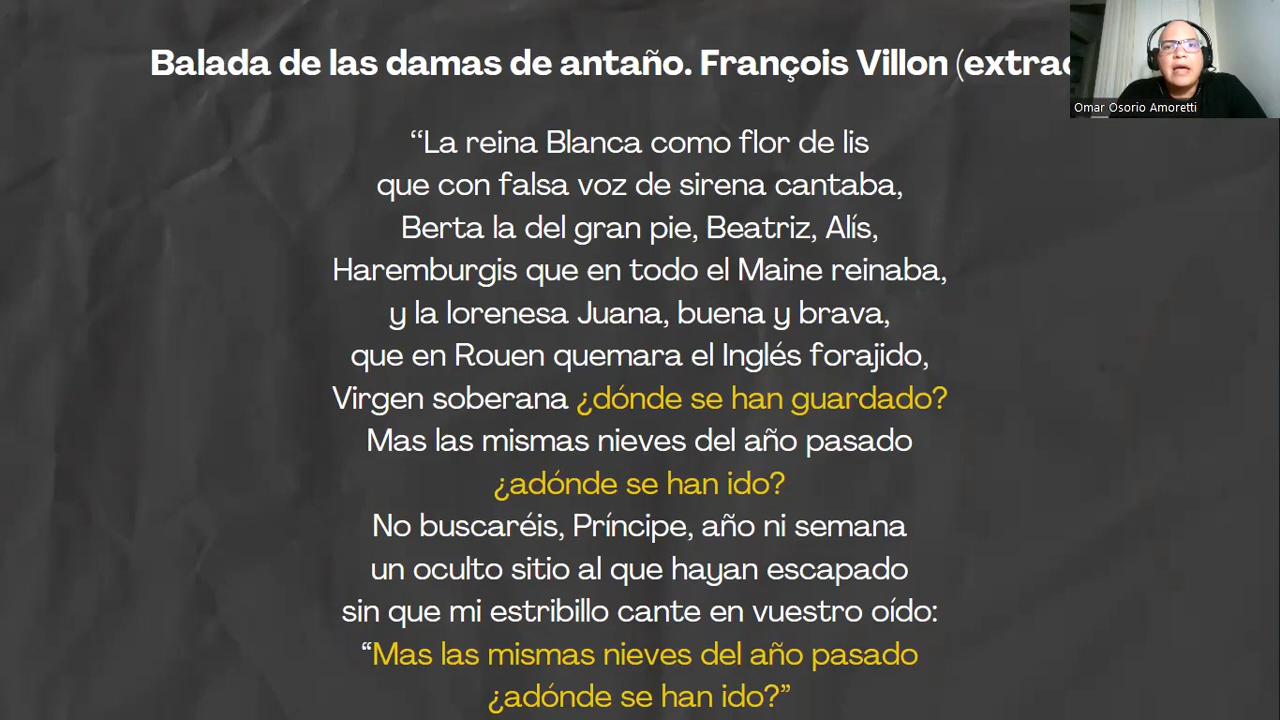 Balada de las damas de antaño. François Villon (extrac
Omar Osorio Amoretti
“La reina Blanca como flor de lis
que con falsa voz de sirena cantaba,
Berta la del gran pie, Beatriz, Alís,
Haremburgis que en todo el Maine reinaba,
y la lorenesa Juana, buena y brava,
que en Rouen quemara el Inglés forajido,
Virgen soberana ¿dónde se han guardado?
Mas las mismas nieves del año pasado
¿adónde se han ido?
No buscaréis, Príncipe, año ni semana
un oculto sitio al que hayan escapado
sin que mi estribillo cante en vuestro oído:
“Mas las mismas nieves del año pasado
¿adónde se han ido?”